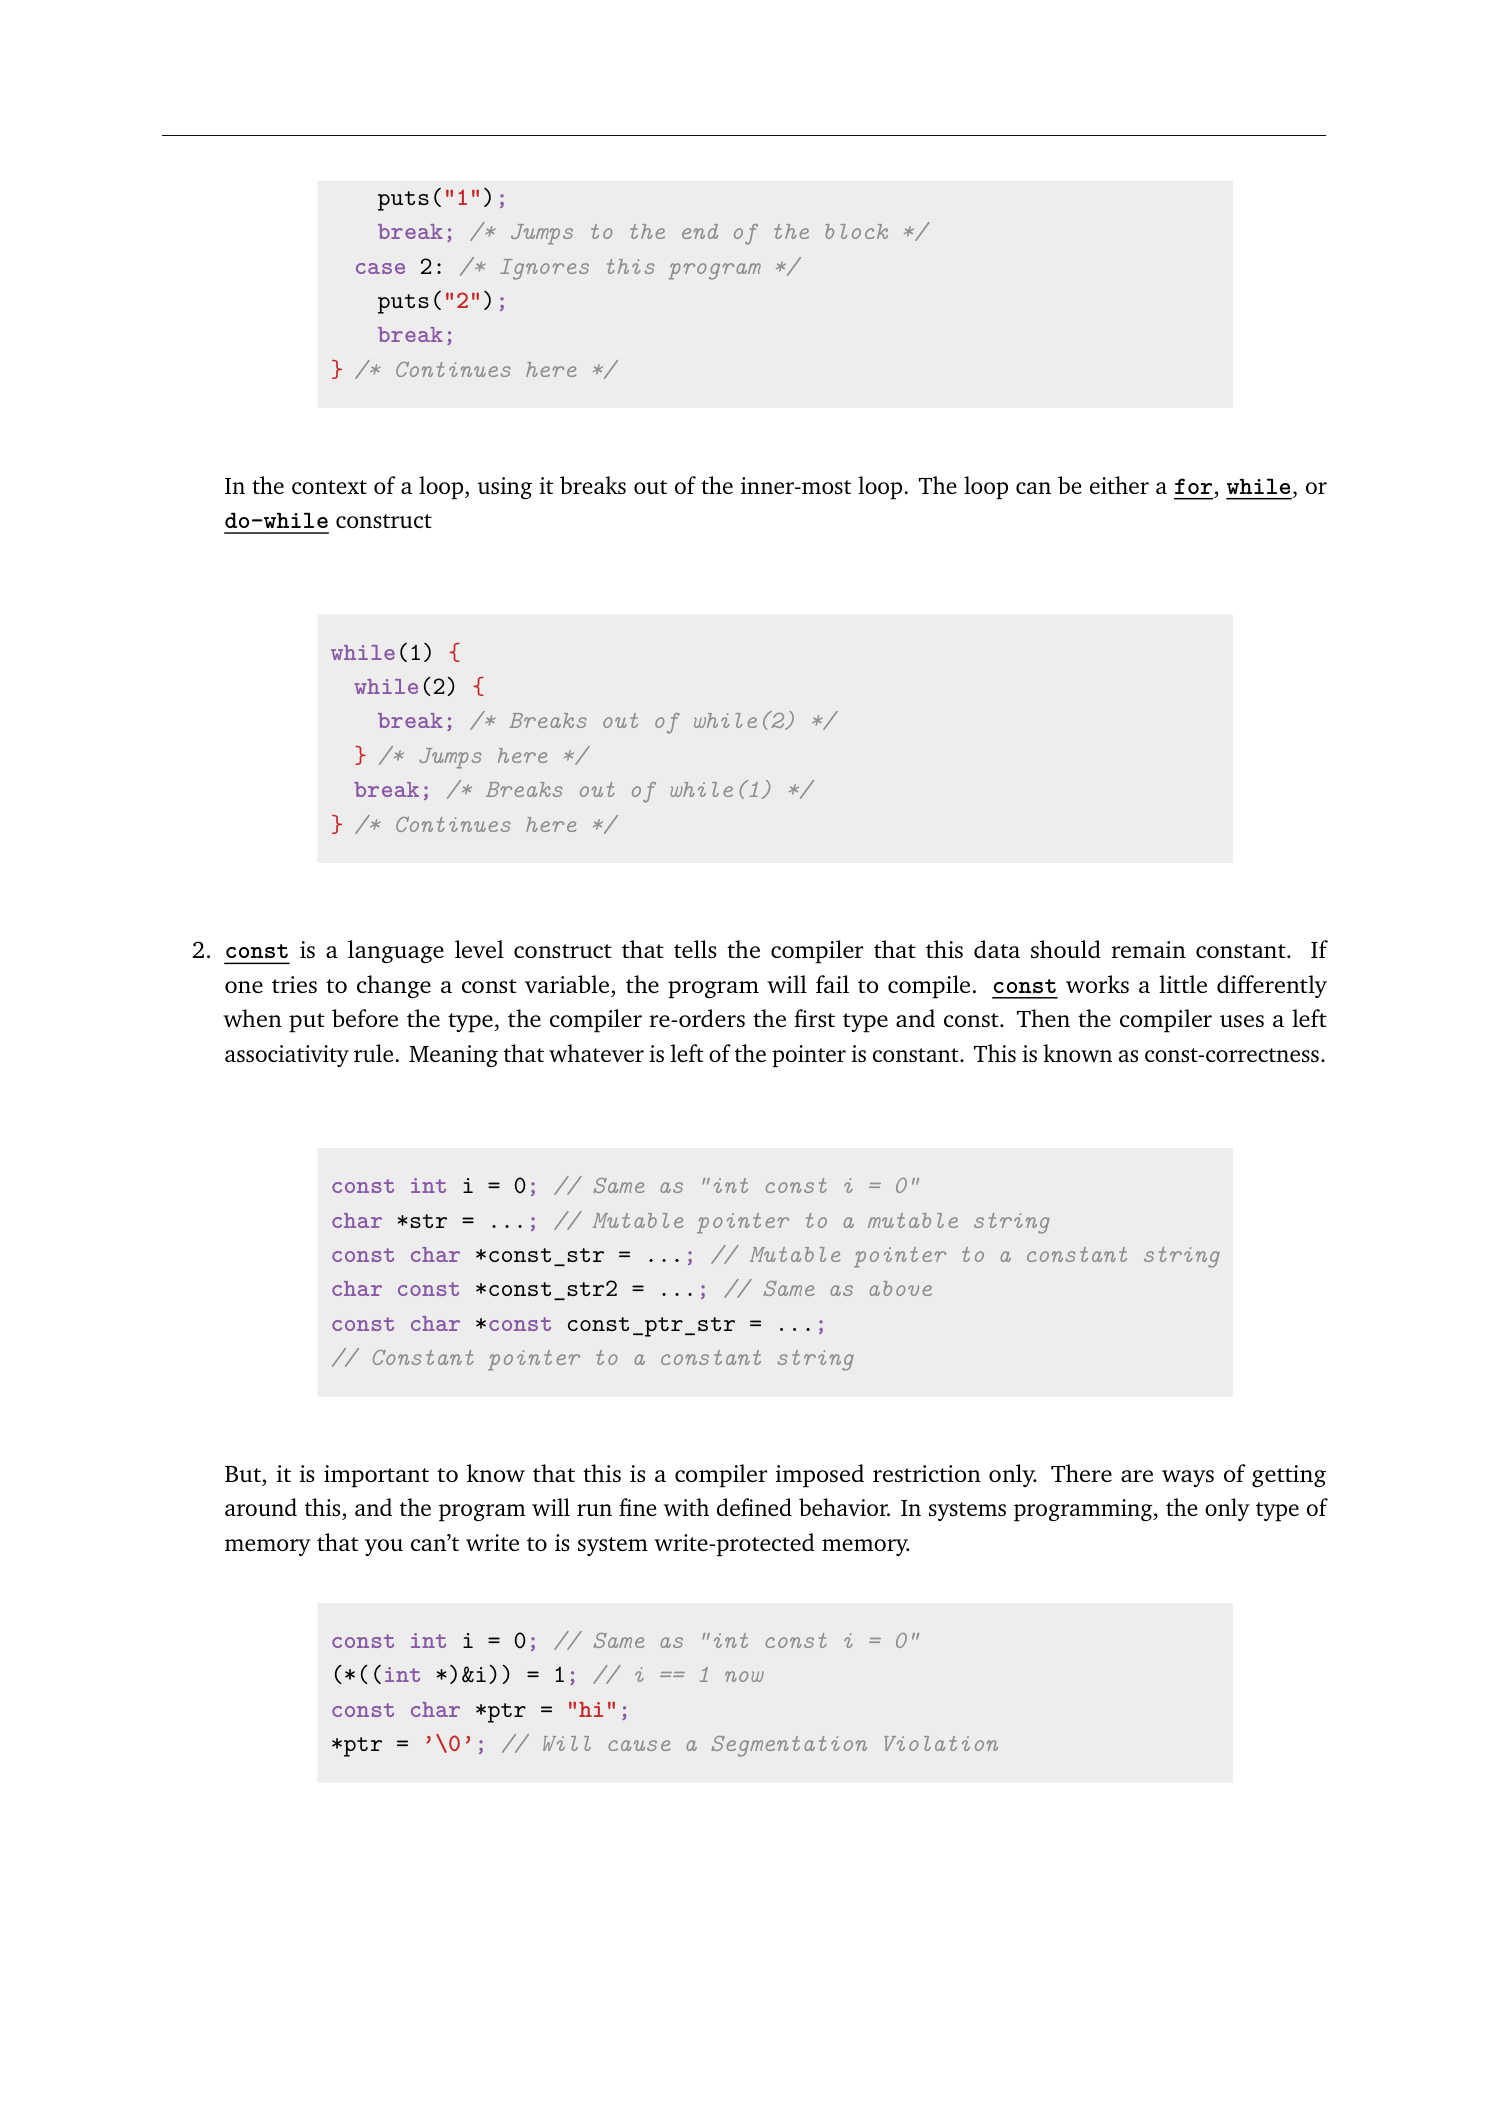 puts("1");
break; /* Jumps to the end of the block */
case 2: /* Ignores this program */
puts("2");
break;
} /* Continues here */
In the context of a loop, using it breaks out of the inner-most loop. The loop can be either a for, while, or
do-while construct
while(1) {
while(2) {
break; /* Breaks out of while(2) */
} /* Jumps here */
break; /* Breaks out of while(1) */
} /* Continues here */
2. const is a language level construct that tells the compiler that this data should remain constant. If
one tries to change a const variable, the program will fail to compile. const works a little differently
when put before the type, the compiler re-orders the first type and const. Then the compiler uses a left
associativity rule. Meaning that whatever is left of the pointer is constant. This is known as const-correctness.
const int i = 0; // Same as "int const i = 0"
char *str = ...; // Mutable pointer to a mutable string
const char *const_str = ...; // Mutable pointer to a constant string
char const *const_str2 = ...; // Same as above
const char *const const_ptr_str = ...;
// Constant pointer to a constant string
But, it is important to know that this is a compiler imposed restriction only. There are ways of getting
around this, and the program will run fine with defined behavior. In systems programming, the only type of
memory that you can't write to is system write-protected memory.
const int i = 0; // Same as "int const i = 0"
(*((int *)&i)) = 1; // i == 1 now
const char *ptr = "hi";
*ptr = '\0'; // Will cause a Segmentation Violation